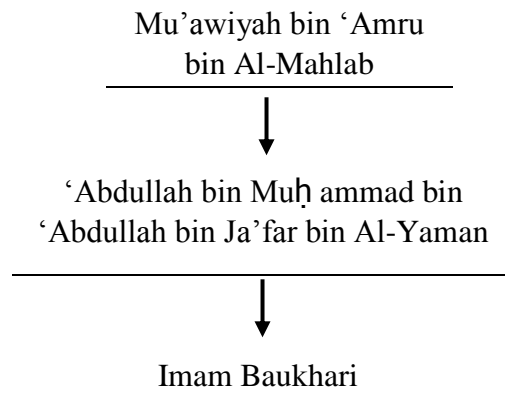 Mu’awiyah bin ‘Amru
bin Al-Mahlab
‘Abdullah bin Muḥ ammad bin
‘Abdullah bin Ja’far bin Al-Yaman
Imam Baukhari